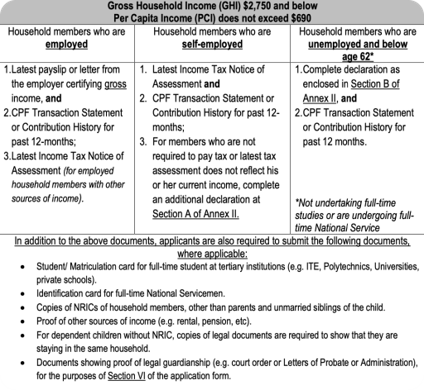 Gross Household Income (GHI) $2,750 and below
Per Capita Income (PCI) does not exceed $690
Household members who are
employed
Household members who are
self-employed
Household members who are
unemployed and below
age 62*
1.Latest payslip or letter from
the employer certifying gross
income, and
2.CPF Transaction Statement
or Contribution History for
past 12-months;
3.Latest Income Tax Notice of
Assessment (for employed
household members with other
sources of income).
1. Latest Income Tax Notice of
Assessment and
2. CPF Transaction Statement or
Contribution History for past 12-
months;
3. For members who are not
required to pay tax or latest tax
assessment does not reflect his
or her current income, complete
an additional declaration at
Section A of Annex II.
1.Complete declaration as
enclosed in Section B of
Annex II, and
2.CPF Transaction Statement
or Contribution History for
past 12 months.
*Not undertaking full-time
studies or are undergoing full-
time National Service
In addition to the above documents, applicants are also required to submit the following documents,
where applicable:
• Student/ Matriculation card for full-time student at tertiary institutions (e.g. ITE, Polytechnics, Universities,
private schools).
• Identification card for full-time National Servicemen.
• Copies of NRICs of household members, other than parents and unmarried siblings of the child.
• Proof of other sources of income (e.g. rental, pension, etc).
• For dependent children without NRIC, copies of legal documents are required to show that they are
staying in the same household.
• Documents showing proof of legal guardianship (e.g. court order or Letters of Probate or Administration),
for the purposes of Section VI of the application form.